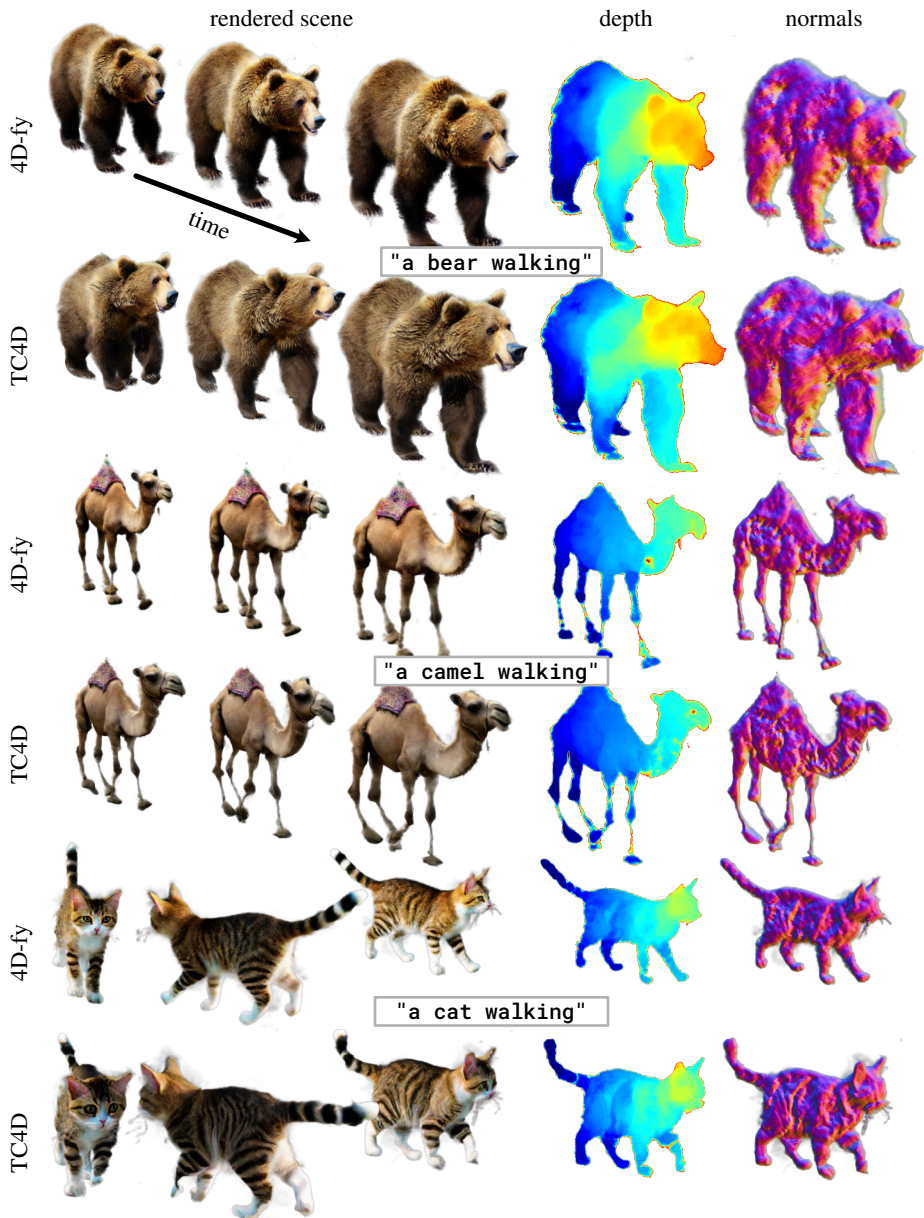 rendered scene
depth
normals
4D-fy
time
"a bear walking"
TC4D
4D-fy
"a camel walking"
TC4D
4D-fy
"a cat walking"
TC4D